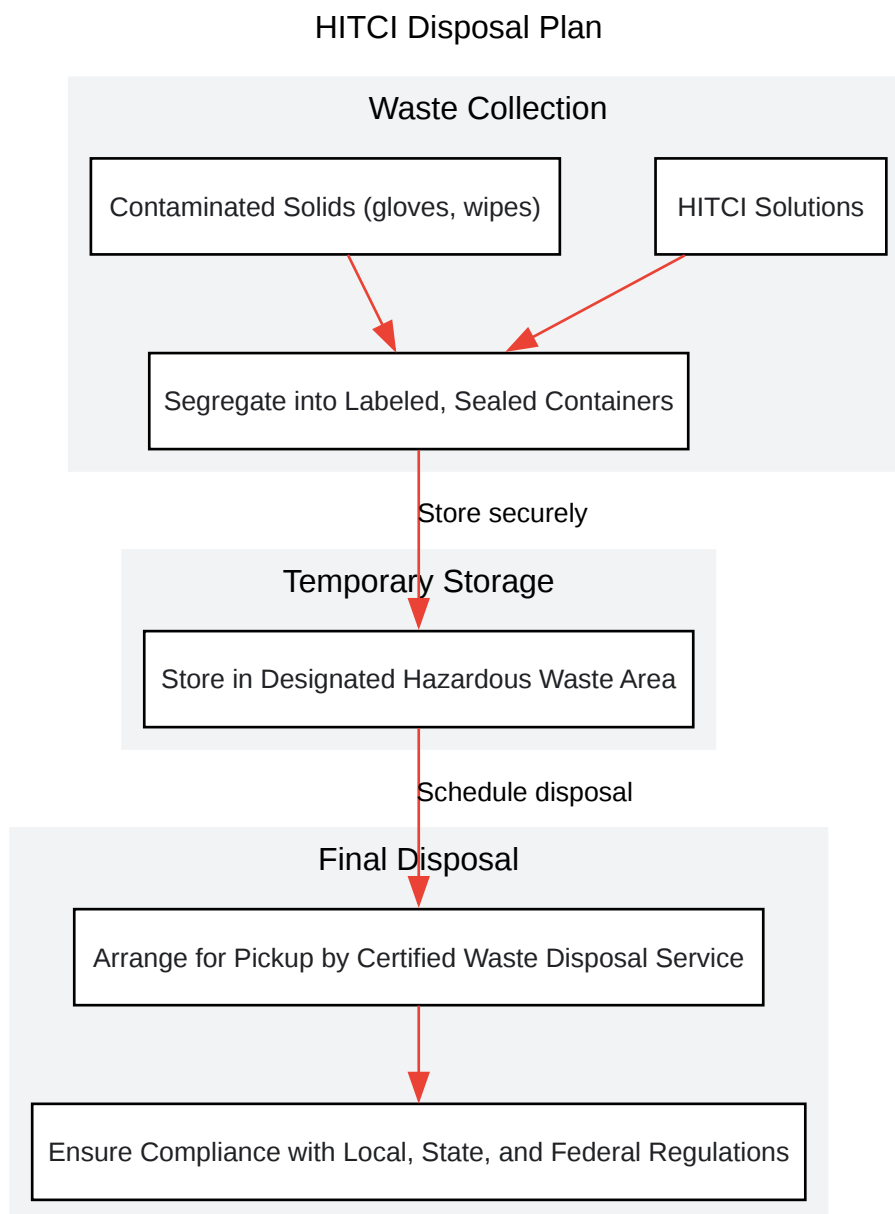 HITCI Disposal Plan
Waste Collection
Contaminated Solids (gloves, wipes)
HITCI Solutions
Segregate into Labeled, Sealed Containers
Store securely
Temporary Storage
Store in Designated Hazardous Waste Area
Schedule disposal
Final Disposal
Arrange for Pickup by Certified Waste Disposal Service
Ensure Compliance with Local, State, and Federal Regulations